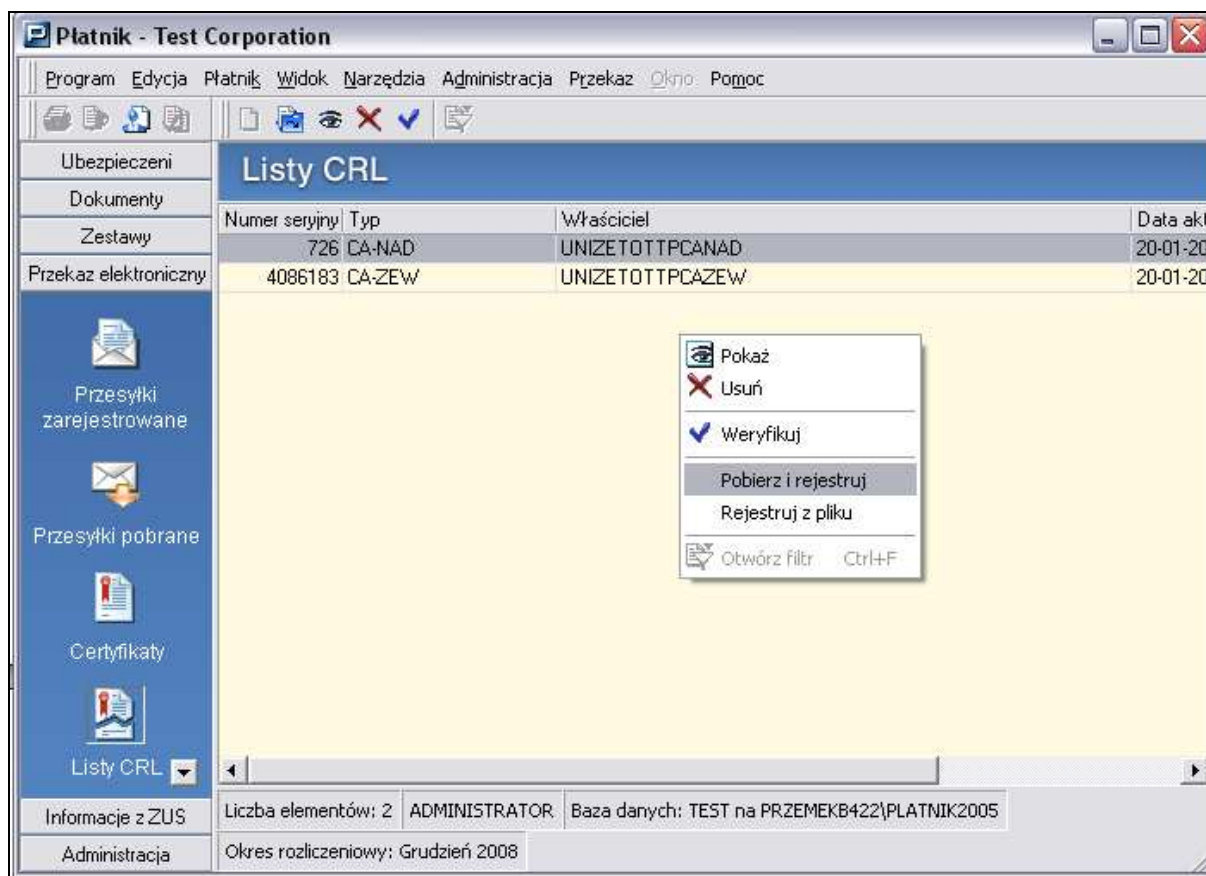 Płatnik - Test Corporation
Program Edycja Płatnik Widok Narzędzia Administracja Przekaz Okno Pomoc
Ubezpieczeni
Dokumenty
Zestawy
Przekaz elektroniczny
Przesyłki
zarejestrowane
Przesyłki pobrane
Certyfikaty
Listy CRL
Informacje z ZUS
Administracja
Listy CRL
Numer seryjny Typ Właściciel Data akt
726 CA-NAD UNIZETOTTPCANAD 20-01-20
4086183 CA-ZEW UNIZETOTTPCAZEW 20-01-20
Pokaż
Usuń
Weryfikuj
Pobierz i rejestruj
Rejestruj z pliku
Otwórz filtr Ctrl+F
Liczba elementów: 2 ADMINISTRATOR Baza danych: TEST na PRZEMEKB422\PLATNIK2005
Okres rozliczeniowy: Grudzień 2008